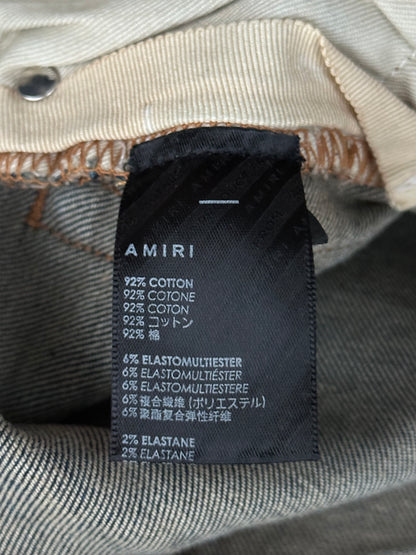 AMIRI
92% COTTON
92% COTONE
92% COTON
92% コットン
92% 棉
6% ELASTOMULTIESTER
6% ELASTOMULTIÉSTER
6% ELASTOMULTIESTERE
6% 複合繊維 (ポリエステル)
6% 聚酯复合弹性纤维
2% ELASTANE
2% ELASTANE